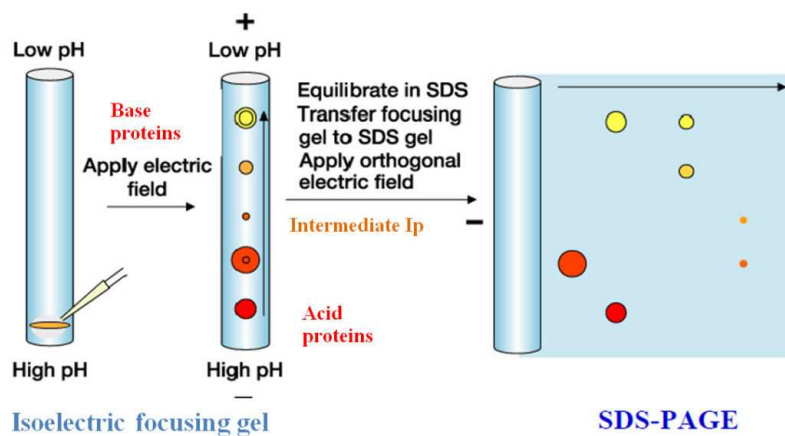 Low pH
High pH
Base
proteins
Apply electric
field
+
Low pH
High pH
–
Equilibrate in SDS
Transfer focusing
gel to SDS gel
Apply orthogonal
electric field
Intermediate Ip
Acid
proteins
–
Isoelectric focusing gel
SDS-PAGE